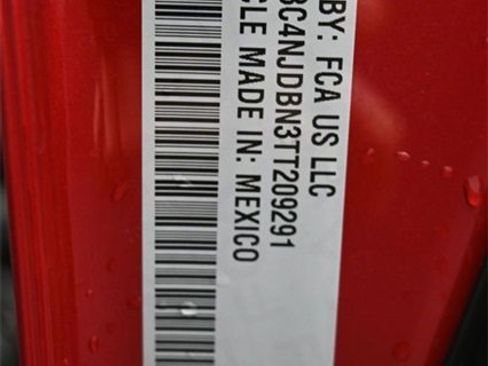 BY: FCA US LLC
3C4NJDBN3TT209291
CLE MADE IN: MEXICO